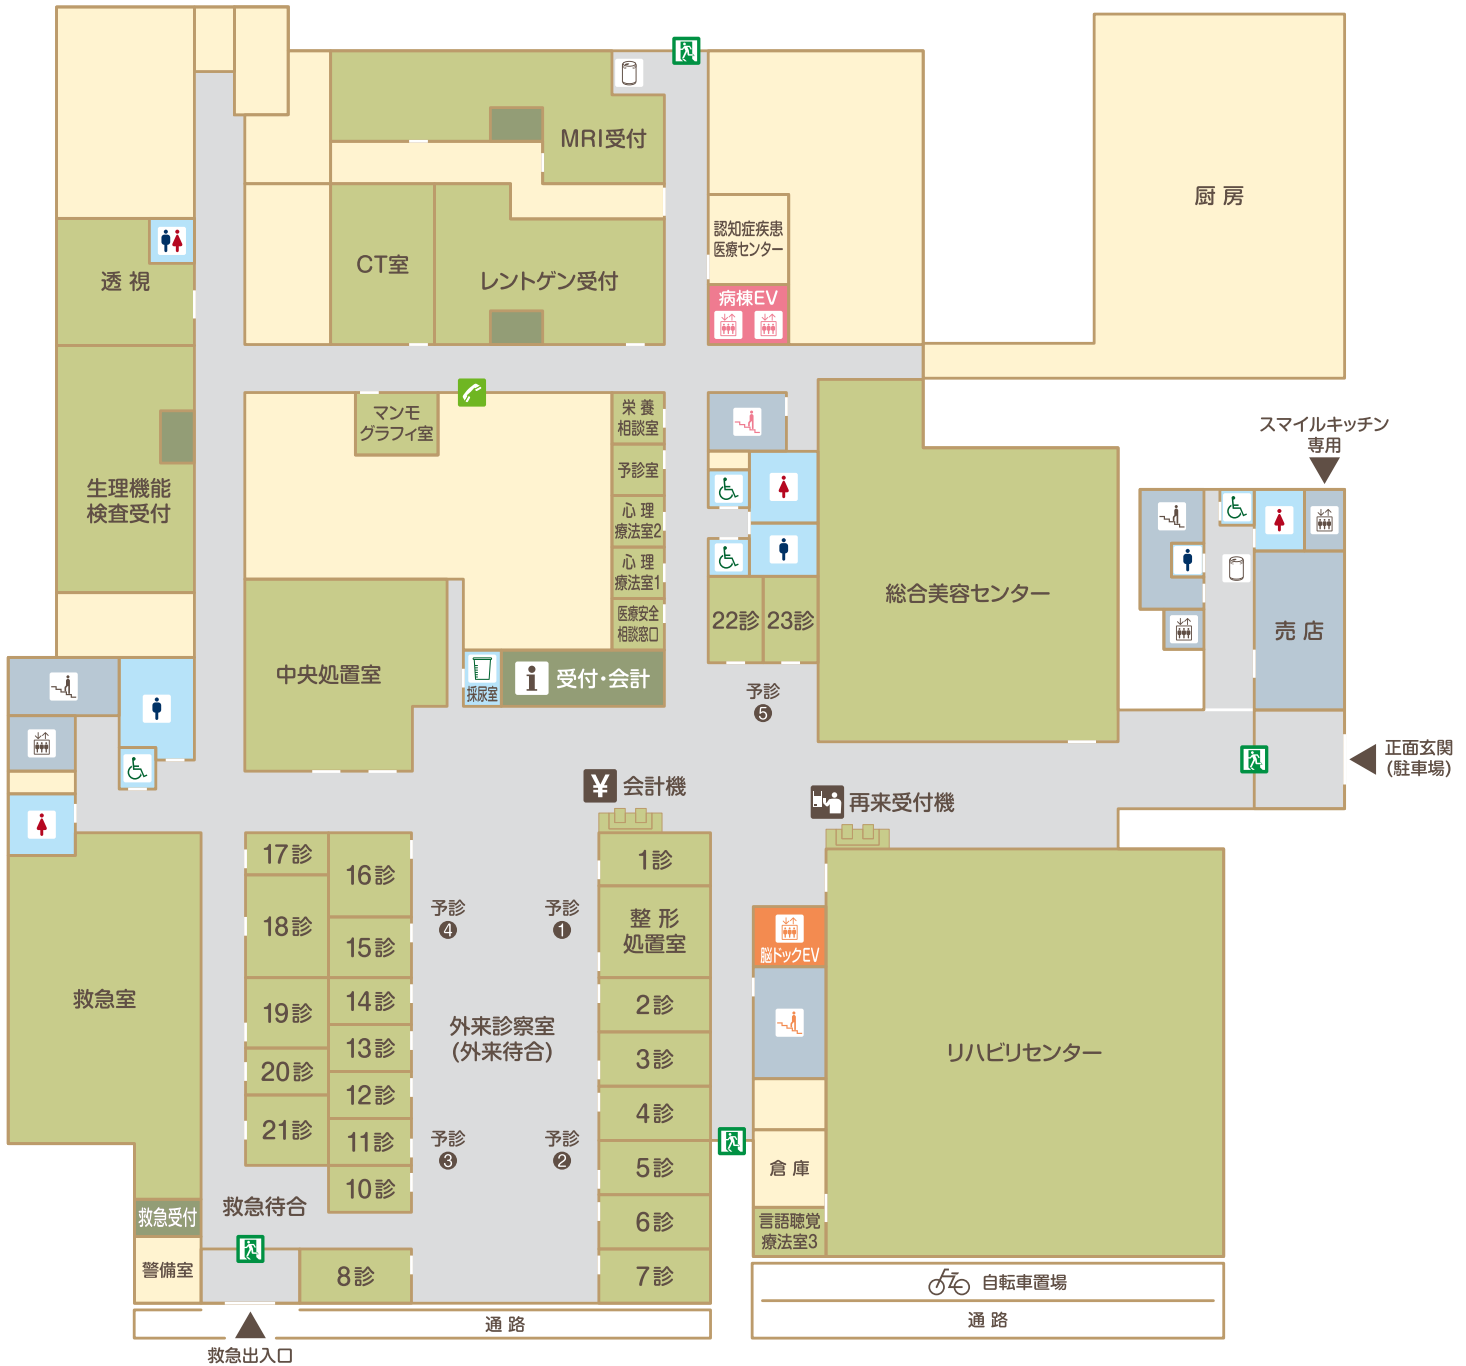 MRI受付
厨房
認知症疾患
医療センター
透視
CT室
レントゲン受付
病棟EV
マンモ
グラフィ室
栄養
相談室
スマイルキッチン
専用
予診室
生理機能
検査受付
心理
療法室2
心理
療法室1
総合美容センター
医療安全
相談窓口
22診
23診
売店
中央処置室
採尿室
i
受付・会計
予診
5
正面玄関
(駐車場)
¥
会計機
再来受付機
17診
16診
1診
18診
予診
4
予診
1
整形
処置室
15診
脳ドックEV
救急室
19診
14診
2診
外来診察室
(外来待合)
13診
3診
リハビリセンター
20診
12診
4診
21診
11診
予診
3
予診
2
5診
倉庫
10診
救急待合
救急受付
6診
言語聴覚
療法室3
警備室
8診
7診
自転車置場
通路
通路
救急出入口